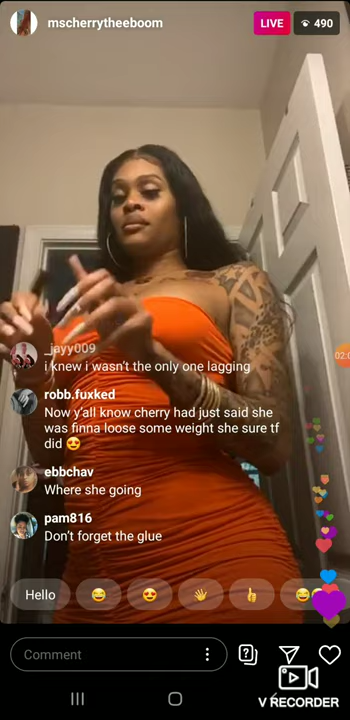 mscherrytheeboom
LIVE
490
_jayy009
i knew i wasn't the only one lagging
robb.fuxked
Now y'all know cherry had just said she
was finna loose some weight she sure tf
did 😍
ebbchav
Where she going
pam816
Don't forget the glue
Hello 😂 😍 👋 👍 😂
Comment
V RECORDER